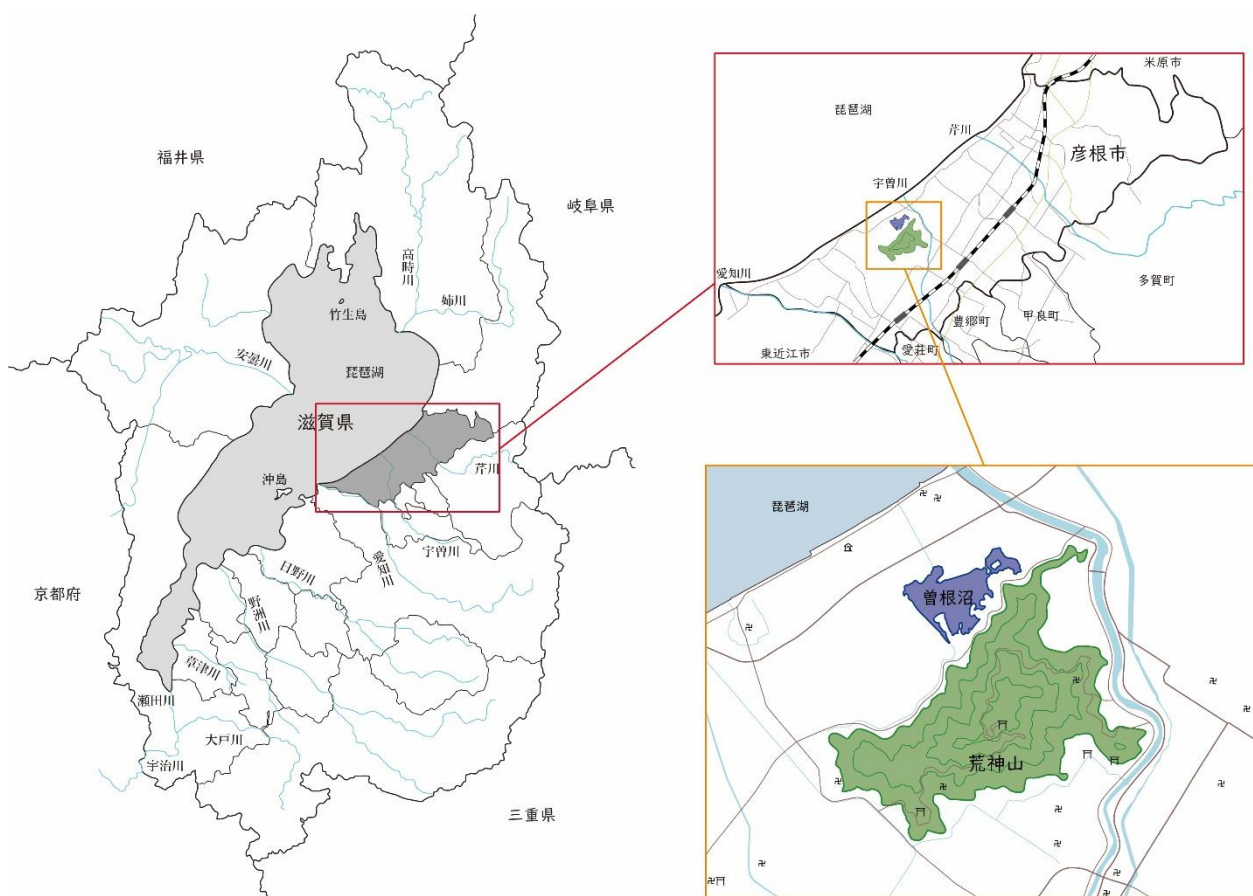 福井県
岐阜県
高時川
姉川
竹生島
安曇川
琵琶湖
滋賀県
沖島
芹川
宇曽川
愛知川
日野川
野洲川
京都府
草津川
瀬田川
大戸川
宇治川
三重県
米原市
琵琶湖
芹川
彦根市
宇曽川
愛知川
多賀町
甲良町
豊郷町
愛荘町
東近江市
琵琶湖
曽根沼
荒神山